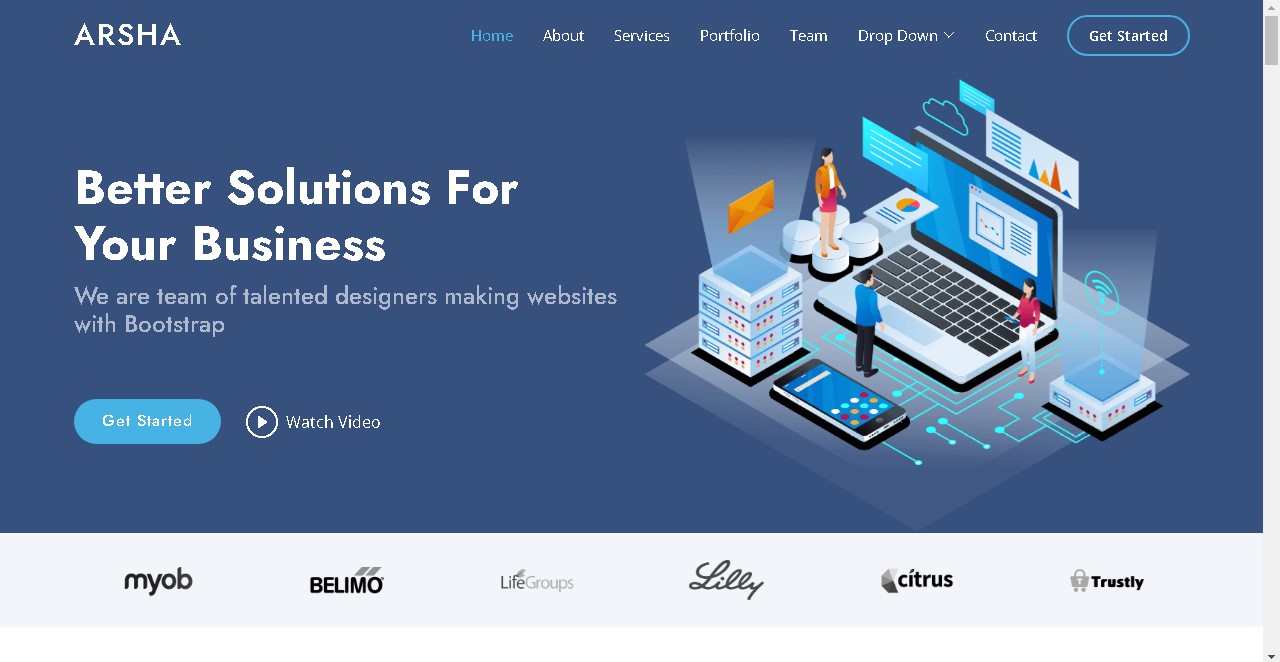 ARSHA
Home
About
Services
Portfolio
Team
Drop Down
Contact
Get Started
Better Solutions For
Your Business
We are team of talented designers making websites
with Bootstrap
Get Started
Watch Video
myob
BELIMO
LifeGroups
Lilly
citrus
Trustly